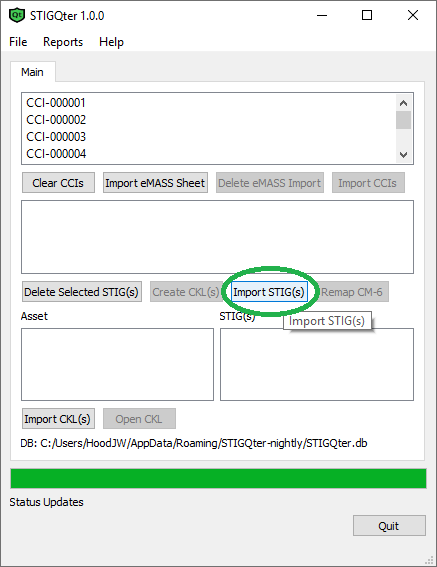 STIGQter 1.0.0
File Reports Help
Main
CCI-000001
CCI-000002
CCI-000003
CCI-000004
Clear CCIs Import eMASS Sheet Delete eMASS Import Import CCIs
Delete Selected STIG(s) Create CKL(s) Import STIG(s) Remap CM-6
Asset STIG(s)
Import STIG(s)
Import CKL(s) Open CKL
DB: C:/Users/HoodJW/AppData/Roaming/STIGQter-nightly/STIGQter.db
Status Updates
Quit